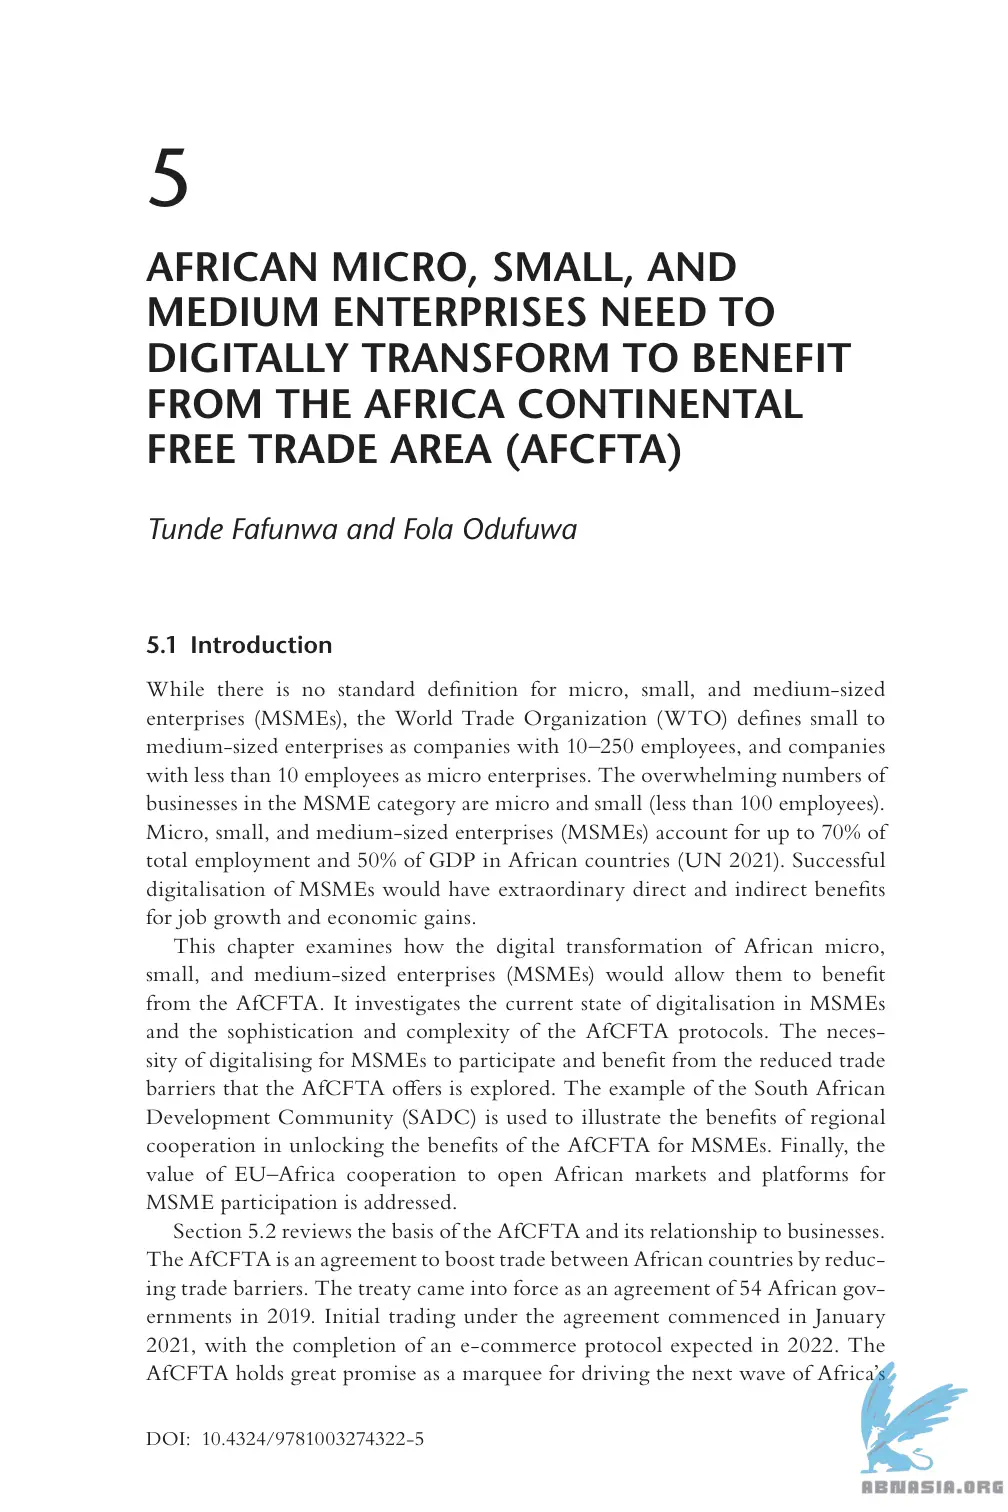 5
AFRICAN MICRO, SMALL, AND
MEDIUM ENTERPRISES NEED TO
DIGITALLY TRANSFORM TO BENEFIT
FROM THE AFRICA CONTINENTAL
FREE TRADE AREA (AFCFTA)
Tunde Fafunwa and Fola Odufuwa
5.1 Introduction
While there is no standard definition for micro, small, and medium-sized
enterprises (MSMEs), the World Trade Organization (WTO) defines small to
medium-sized enterprises as companies with 10–250 employees, and companies
with less than 10 employees as micro enterprises. The overwhelming numbers of
businesses in the MSME category are micro and small (less than 100 employees).
Micro, small, and medium-sized enterprises (MSMEs) account for up to 70% of
total employment and 50% of GDP in African countries (UN 2021). Successful
digitalisation of MSMEs would have extraordinary direct and indirect benefits
for job growth and economic gains.
This chapter examines how the digital transformation of African micro,
small, and medium-sized enterprises (MSMEs) would allow them to benefit
from the AfCFTA. It investigates the current state of digitalisation in MSMEs
and the sophistication and complexity of the AfCFTA protocols. The neces-
sity of digitalising for MSMEs to participate and benefit from the reduced trade
barriers that the AfCFTA offers is explored. The example of the South African
Development Community (SADC) is used to illustrate the benefits of regional
cooperation in unlocking the benefits of the AfCFTA for MSMEs. Finally, the
value of EU–Africa cooperation to open African markets and platforms for
MSME participation is addressed.
Section 5.2 reviews the basis of the AfCFTA and its relationship to businesses.
The AfCFTA is an agreement to boost trade between African countries by reduc-
ing trade barriers. The treaty came into force as an agreement of 54 African gov-
ernments in 2019. Initial trading under the agreement commenced in January
2021, with the completion of an e-commerce protocol expected in 2022. The
AfCFTA holds great promise as a marquee for driving the next wave of Africa's
DOI: 10.4324/9781003274322-5
ABNASIA.ORG